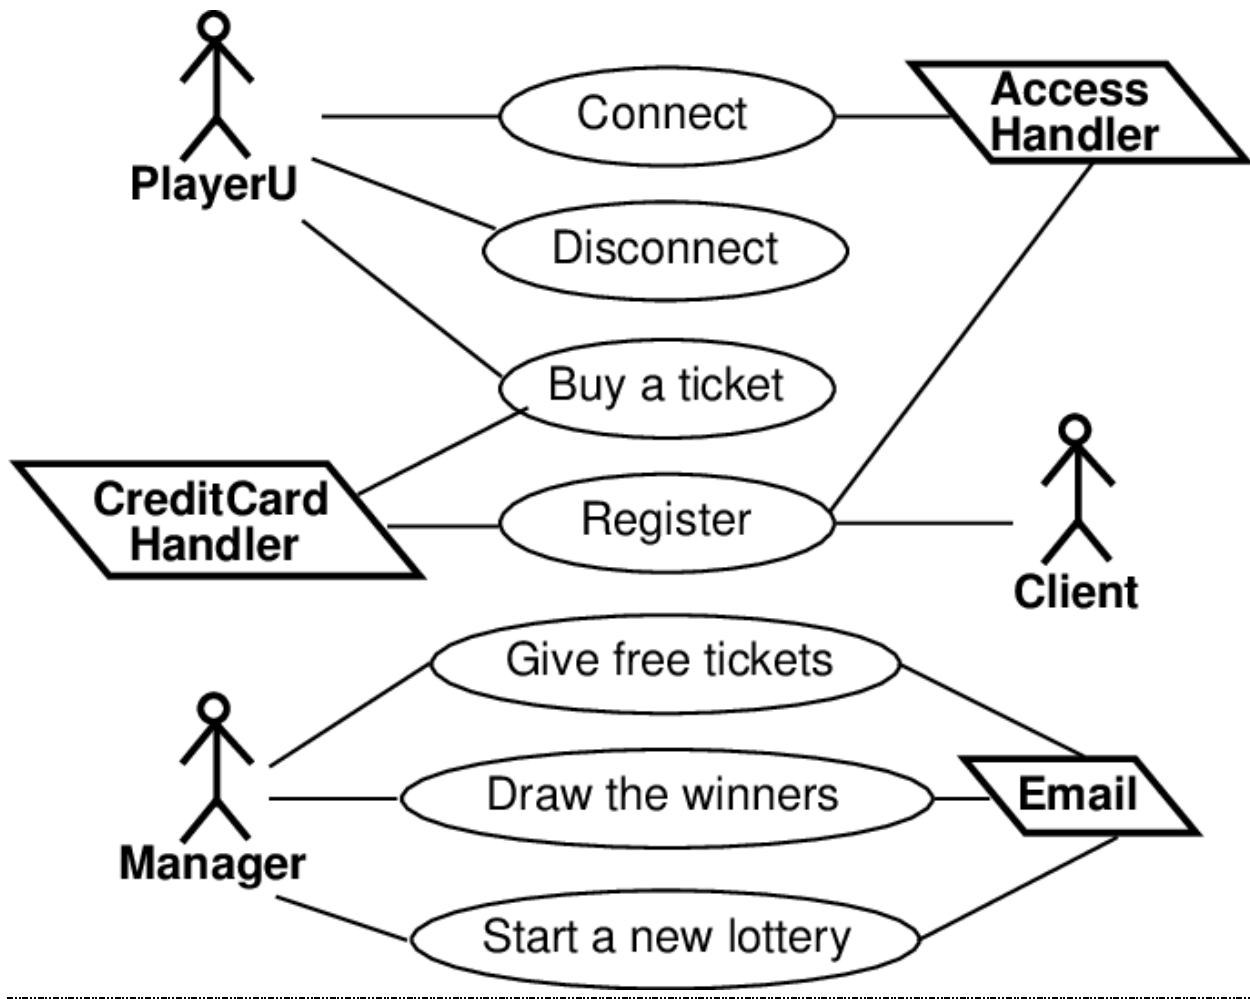 Connect
Access
Handler
PlayerU
Disconnect
Buy a ticket
CreditCard
Handler
Register
Client
Give free tickets
Draw the winners
Email
Manager
Start a new lottery